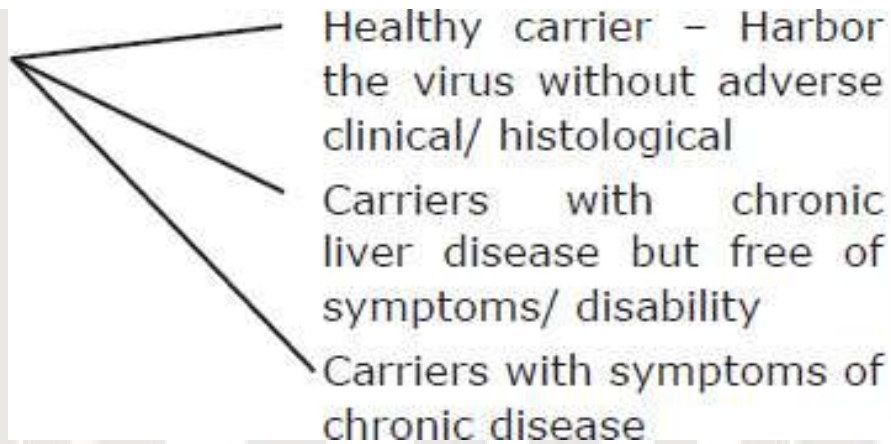 Healthy carrier – Harbor
the virus without adverse
clinical/ histological
Carriers with chronic
liver disease but free of
symptoms/ disability
Carriers with symptoms of
chronic disease